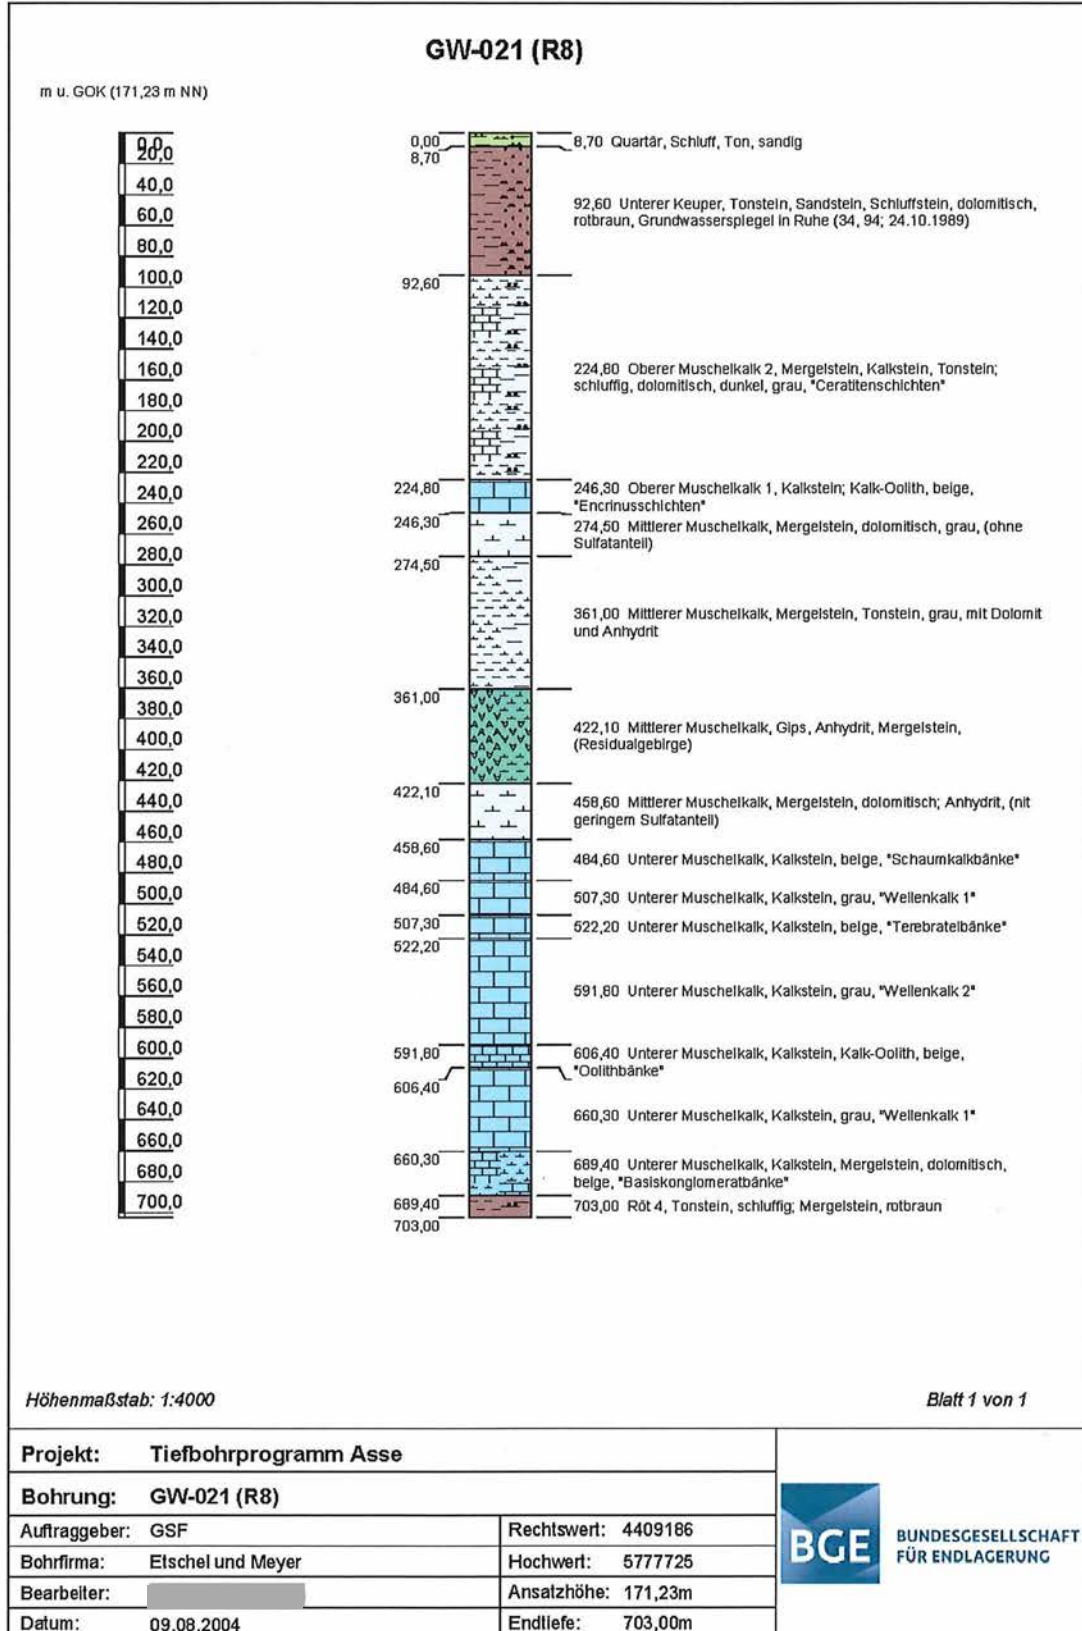 GW-021 (R8)
m u. GOK (171,23 m NN)
0,0
20,0
40,0
60,0
80,0
100,0
120,0
140,0
160,0
180,0
200,0
220,0
240,0
260,0
280,0
300,0
320,0
340,0
360,0
380,0
400,0
420,0
440,0
460,0
480,0
500,0
520,0
540,0
560,0
580,0
600,0
620,0
640,0
660,0
680,0
700,0
0,00
8,70
92,60
224,80
246,30
274,50
361,00
422,10
458,60
484,60
507,30
522,20
591,80
606,40
660,30
689,40
703,00
8,70 Quartär, Schluff, Ton, sandig
92,60 Unterer Keuper, Tonstein, Sandstein, Schluffstein, dolomitisch,
rotbraun, Grundwasserspiegel in Ruhe (34, 94; 24.10.1989)
224,80 Oberer Muschelkalk 2, Mergelstein, Kalkstein, Tonstein;
schluffig, dolomitisch, dunkel, grau, "Ceratitenschichten"
246,30 Oberer Muschelkalk 1, Kalkstein; Kalk-Oolith, beige,
"Encrinusschichten"
274,50 Mittlerer Muschelkalk, Mergelstein, dolomitisch, grau, (ohne
Sulfatanteil)
361,00 Mittlerer Muschelkalk, Mergelstein, Tonstein, grau, mit Dolomit
und Anhydrit
422,10 Mittlerer Muschelkalk, Gips, Anhydrit, Mergelstein,
(Residualgebirge)
458,60 Mittlerer Muschelkalk, Mergelstein, dolomitisch; Anhydrit, (nit
geringem Sulfatanteil)
484,60 Unterer Muschelkalk, Kalkstein, beige, "Schaumkalkbänke"
507,30 Unterer Muschelkalk, Kalkstein, grau, "Wellenkalk 1"
522,20 Unterer Muschelkalk, Kalkstein, beige, "Terebratelbänke"
591,80 Unterer Muschelkalk, Kalkstein, grau, "Wellenkalk 2"
606,40 Unterer Muschelkalk, Kalkstein, Kalk-Oolith, beige,
"Oolithbänke"
660,30 Unterer Muschelkalk, Kalkstein, grau, "Wellenkalk 1"
689,40 Unterer Muschelkalk, Kalkstein, Mergelstein, dolomitisch,
beige, "Basiskonglomeratbänke"
703,00 Röt 4, Tonstein, schluffig; Mergelstein, rotbraun
Höhenmaßstab: 1:4000
Blatt 1 von 1
Projekt: Tiefbohrprogramm Asse
Bohrung: GW-021 (R8)
Auftraggeber: GSF
Rechtswert: 4409186
Bohrfirma: Etschel und Meyer
Hochwert: 5777725
Bearbeiter:
Ansatzhöhe: 171,23m
Datum: 09.08.2004
Endtiefe: 703,00m
BGE
BUNDESGESELLSCHAFT
FÜR ENDLAGERUNG